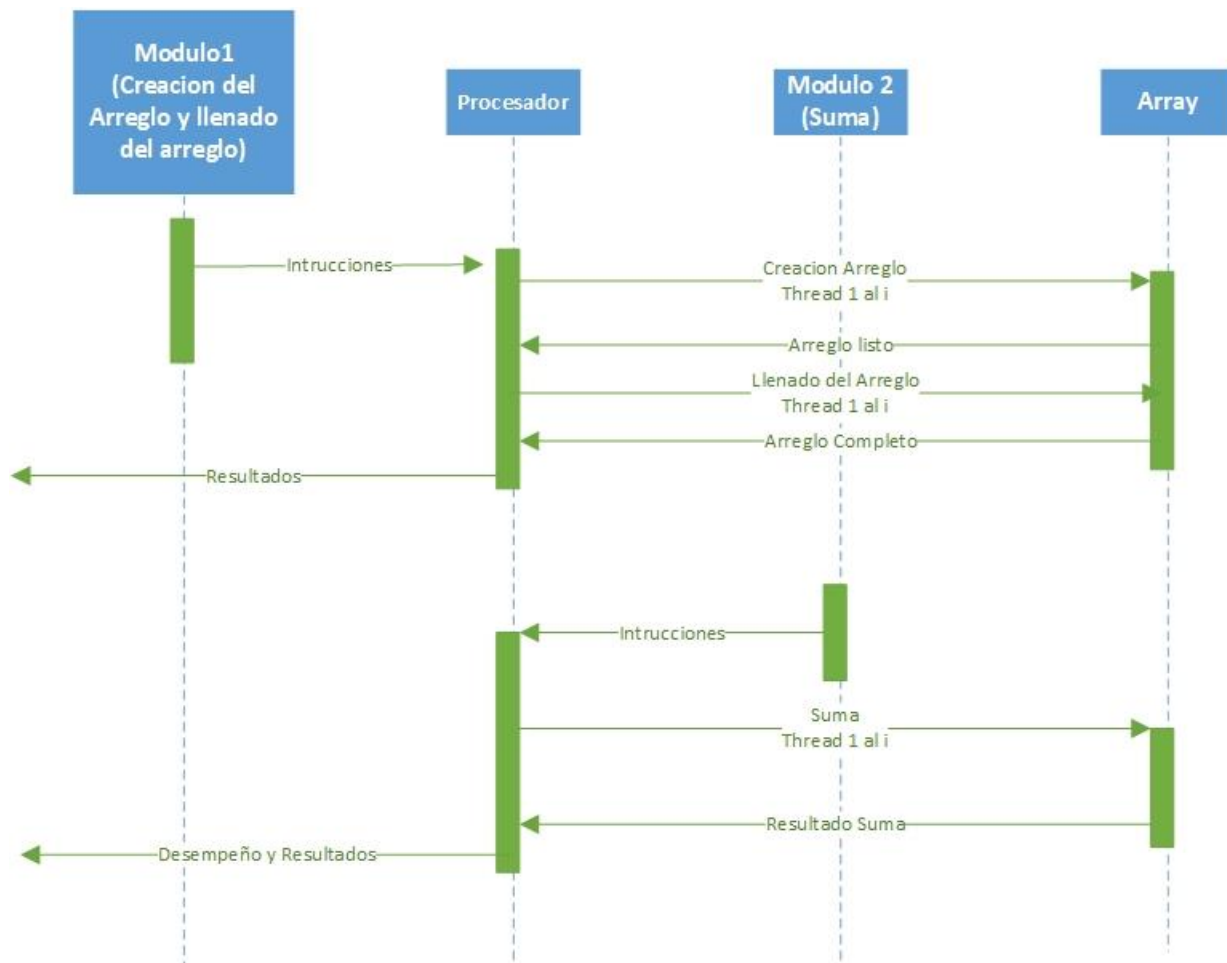 Modulo1
(Creacion del
Arreglo y llenado
del arreglo)
Procesador
Modulo 2
(Suma)
Array
Intrucciones
Creacion Arreglo
Thread 1 al i
Arreglo listo
Llenado del Arreglo
Thread 1 al i
Arreglo Completo
Resultados
Intrucciones
Suma
Thread 1 al i
Resultado Suma
Desempeño y Resultados